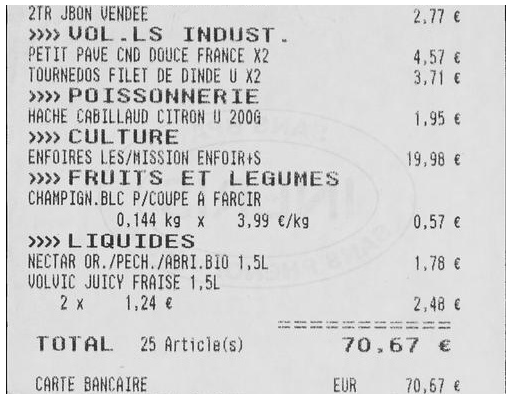 2TR JBON VENDEE 2,77 €
»»VOL.LS INDUST.
PETIT PAVE CND DOUCE FRANCE X2 4,57 €
TOURNEDOS FILET DE DINDE U X2 3,71 €
»»POISSONNERIE
HACHE CABILLAUD CITRON U 200G 1,95 €
»»CULTURE
ENFOIRES LES/MISSION ENFOIR+S 19,98 €
»»FRUITS ET LEGUMES
CHAMPIGN.BLC P/COUPE A FARCIR
0,144 kg x 3,99 €/kg 0,57 €
»»LIQUIDES
NECTAR OR./PECH./ABRI.BIO 1,5L 1,78 €
VOLVIC JUICY FRAISE 1,5L
2 x 1,24 € 2,48 €
============
TOTAL 25 Article(s) 70,67 €
CARTE BANCAIRE EUR 70,67 €